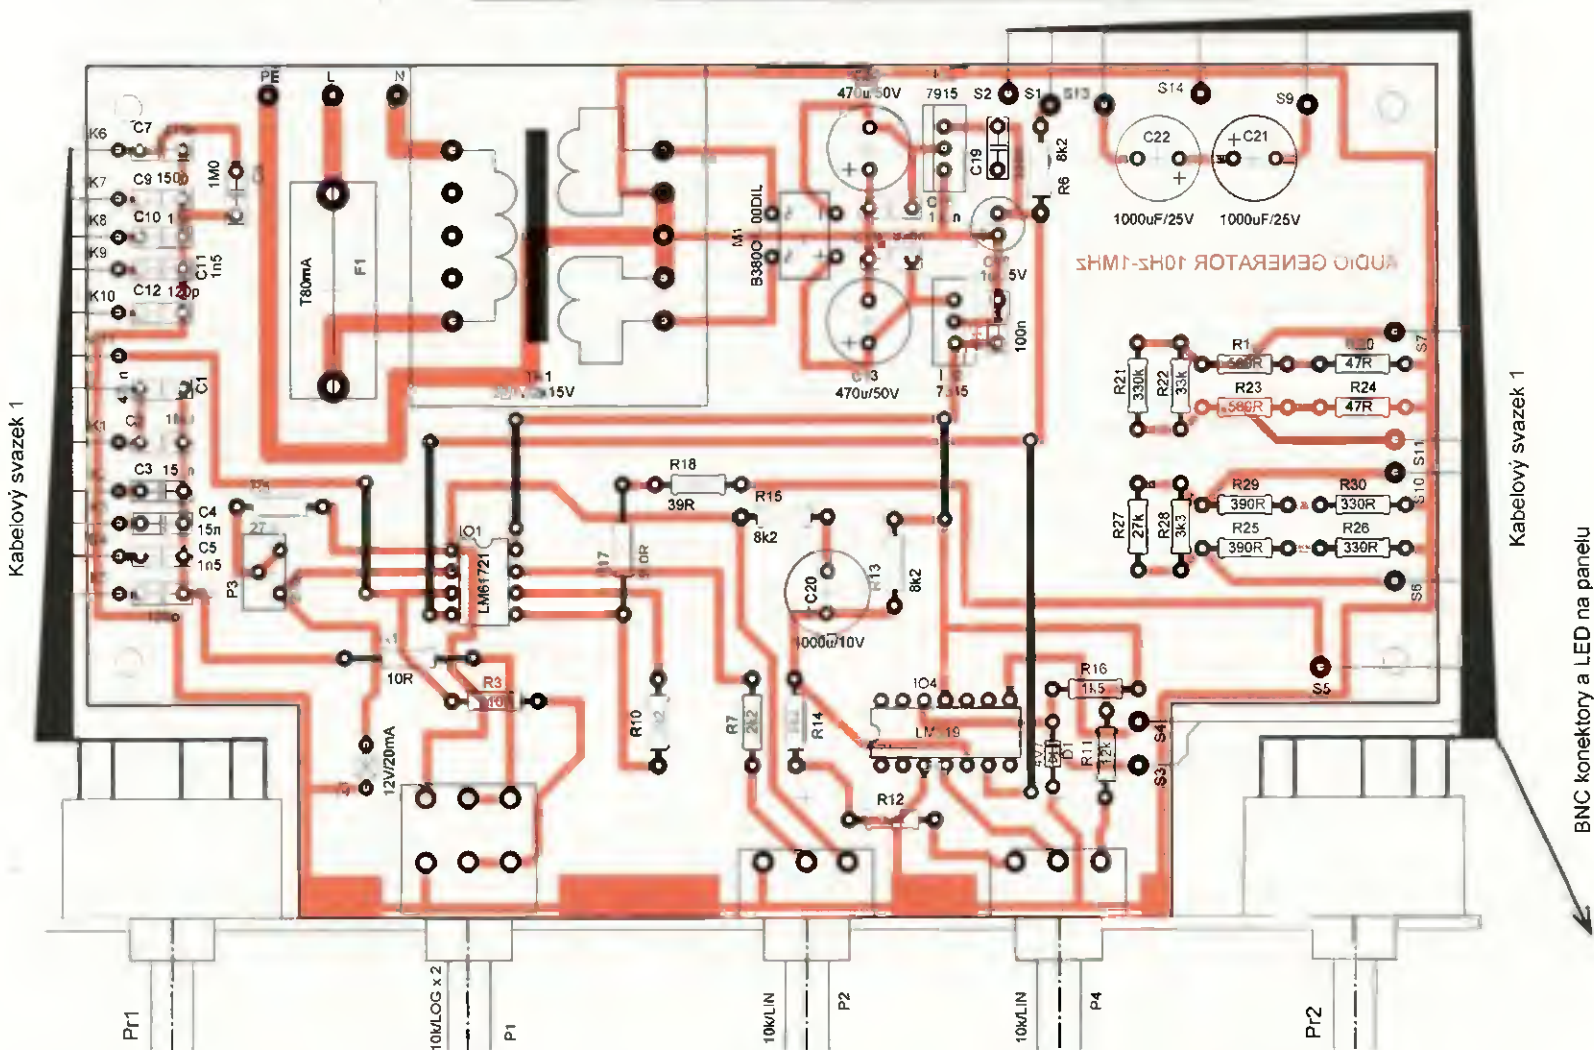 PE
L
N
470u/50V
7915
S2
S1
S13
S14
S9
K6
C7
C22
C21
K7
C9
150
1M0
C19
8k2
R6
K8
C10
1000uF/25V
1000uF/25V
K9
C11
1n5
M1
K10
C12
120p
T80mA
F1
AUDIO GENERATOR 10Hz-1MHz
100n
S7
R21
330k
R22
33k
47R
C1
470u/50V
R23
R24
560R
47R
K1
S11
C3
15n
R18
39R
R15
8k2
S10
R29
R30
390R
330R
R27
27k
R28
3k3
C4
15n
C5
1n5
IO1
LM61721
R25
R26
390R
330R
P3
C20
R13
8k2
S6
1000u/10V
10R
R3
R16
1k5
S5
IO4
R10
R7
2k2
R14
D1
R11
12k
S4
S3
12V/20mA
R12
Kabelový svazek 1
Kabelový svazek 1
BNC konektory a LED na panelu
Pr1
10k/LOG x 2
P1
10k/LIN
P2
10k/LIN
P4
Pr2